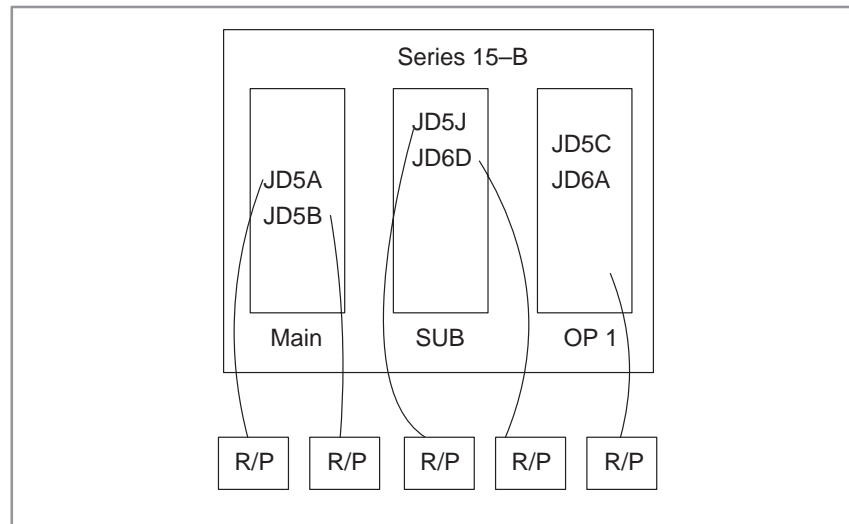 Series 15–B
JD5A
JD5B
Main
JD5J
JD6D
SUB
JD5C
JD6A
OP 1
R/P
R/P
R/P
R/P
R/P